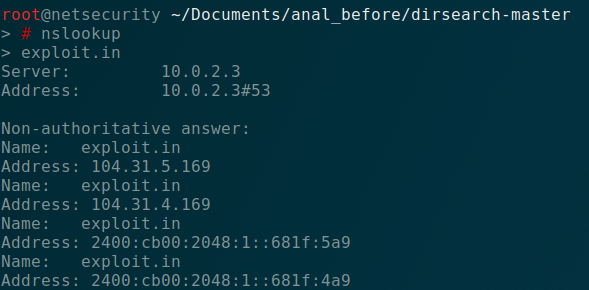 root@netsecurity ~/Documents/anal_before/dirsearch-master
> # nslookup
> exploit.in
Server:         10.0.2.3
Address:        10.0.2.3#53

Non-authoritative answer:
Name:   exploit.in
Address: 104.31.5.169
Name:   exploit.in
Address: 104.31.4.169
Name:   exploit.in
Address: 2400:cb00:2048:1::681f:5a9
Name:   exploit.in
Address: 2400:cb00:2048:1::681f:4a9